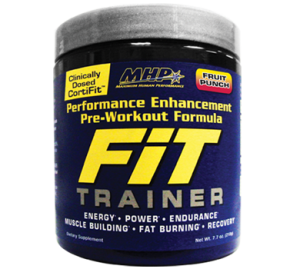 Clinically
Dosed
CortiFit™
MHP
MAXIMUM HUMAN PERFORMANCE
FRUIT
PUNCH
Performance Enhancement
Pre-Workout Formula
FiT
TRAINER
ENERGY • POWER • ENDURANCE
MUSCLE BUILDING • FAT BURNING • RECOVERY
Dietary Supplement